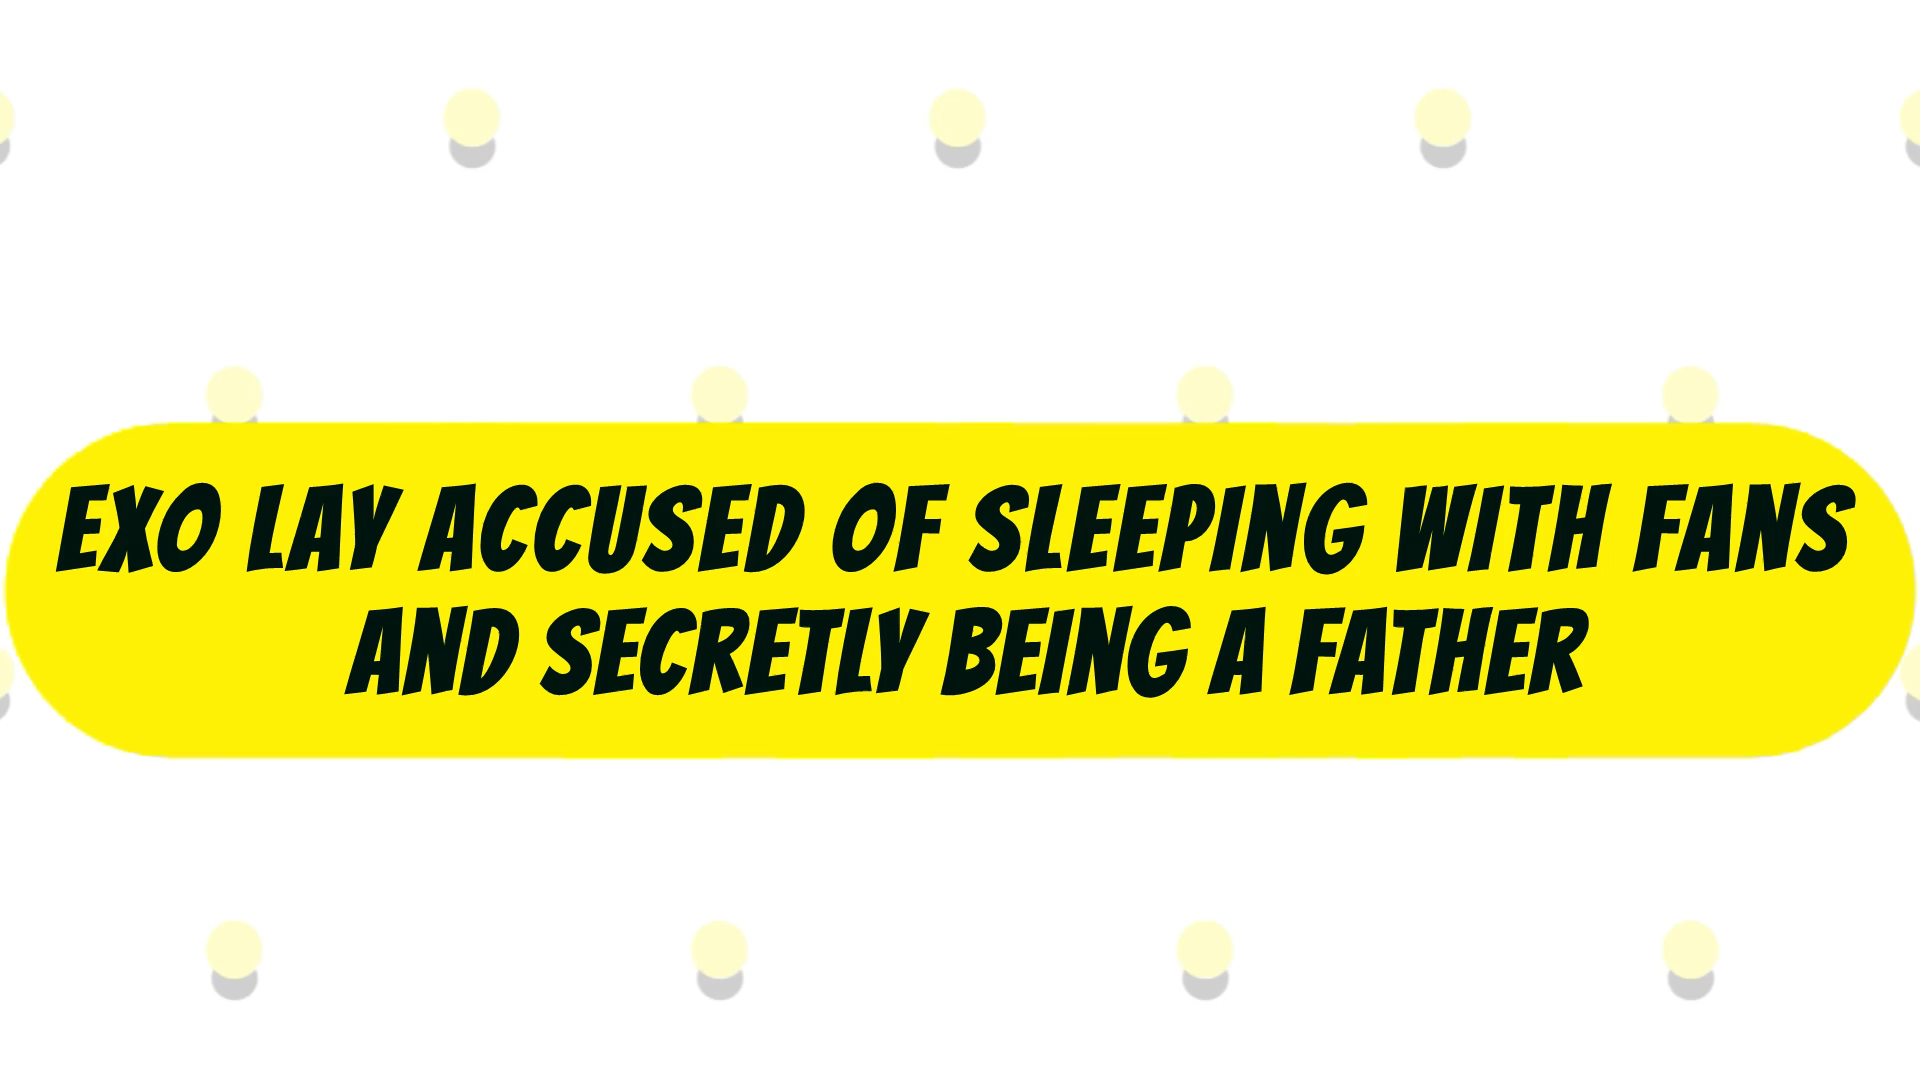 EXO LAY ACCUSED OF SLEEPING WITH FANS
AND SECRETLY BEING A FATHER